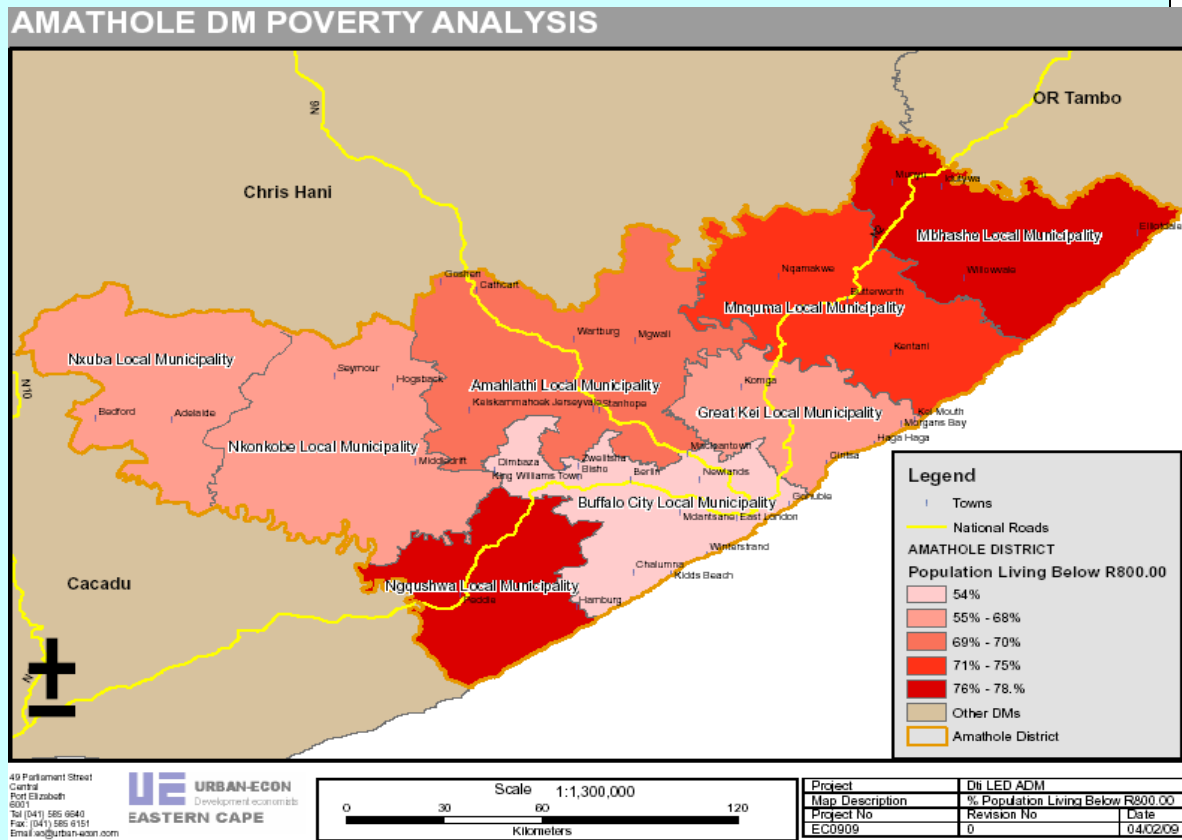 AMATHOLE DM POVERTY ANALYSIS
OR Tambo
Chris Hani
Cacadu
N10
Idutywa
Mbhashe Local Municipality
Elliotdale
Willowvale
Nqamakwe
Butterworth
Mnquma Local Municipality
Kentani
Goshen
Cathcart
Wartburg
Mgwali
Amahlathi Local Municipality
Keiskammahoek
Stanhope
Nxuba Local Municipality
Bedford
Adelaide
Seymour
Hogsback
Nkonkobe Local Municipality
Middledrift
Komga
Great Kei Local Municipality
Kei Mouth
Morgans Bay
Haga Haga
Cintsa
Macleantown
Dimbaza
Zwelitsha
Bisho
King Williams Town
Berlin
Newlands
Buffalo City Local Municipality
Gonubie
Mdantsane
East London
Winterstrand
Chalumna
Kidds Beach
Hamburg
Ngqushwa Local Municipality
Peddie
Legend
Towns
National Roads
AMATHOLE DISTRICT
Population Living Below R800.00
54%
55% - 68%
69% - 70%
71% - 75%
76% - 78.%
Other DMs
Amathole District
49 Parliament Street
Central
Port Elizabeth
6001
Tel (041) 585 6640
Fax: (041) 585 6151
Email:ec@urban-econ.com
UE URBAN-ECON
Development economists
EASTERN CAPE
Scale 1:1,300,000
0 30 60 120
Kilometers
Project Dti LED ADM
Map Description % Population Living Below R800.00
Project No Revision No Date
EC0909 0 04/02/09